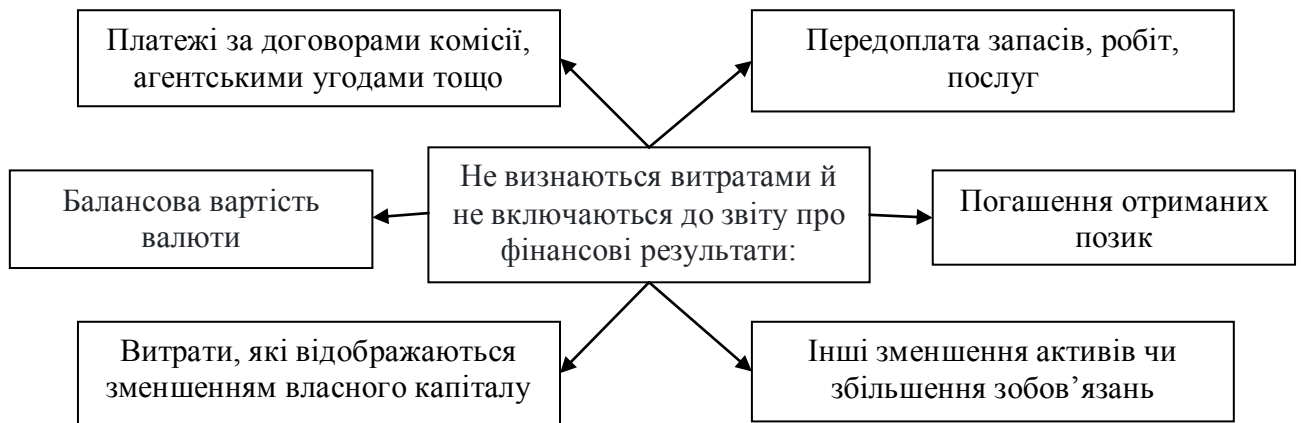 Платежі за договорами комісії,
агентськими угодами тощо
Передоплата запасів, робіт,
послуг
Балансова вартість
валюти
Не визнаються витратами й
не включаються до звіту про
фінансові результати:
Погашення отриманих
позик
Витрати, які відображаються
зменшенням власного капіталу
Інші зменшення активів чи
збільшення зобов’язань